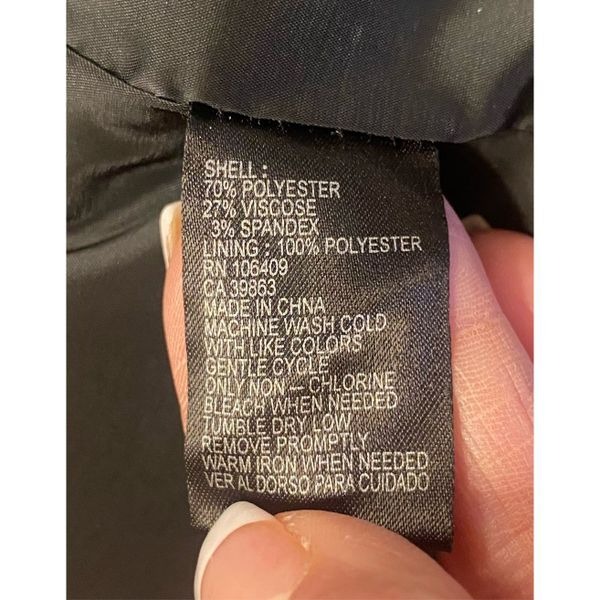 SHELL :
70% POLYESTER
27% VISCOSE
3% SPANDEX
LINING : 100% POLYESTER
RN 106409
CA 39863
MADE IN CHNA
MACHINE WASH COLD
WITH LIKE COLORS
GENTLE CYCLE
ONLY NON – CHLORINE
BLEACH WHEN NEEDED
TUMBLE DRY LOW
REMOVE PROMPTLY
WARM IRON WHEN NEEDED
VER AL DORSO PARA CUIDADO